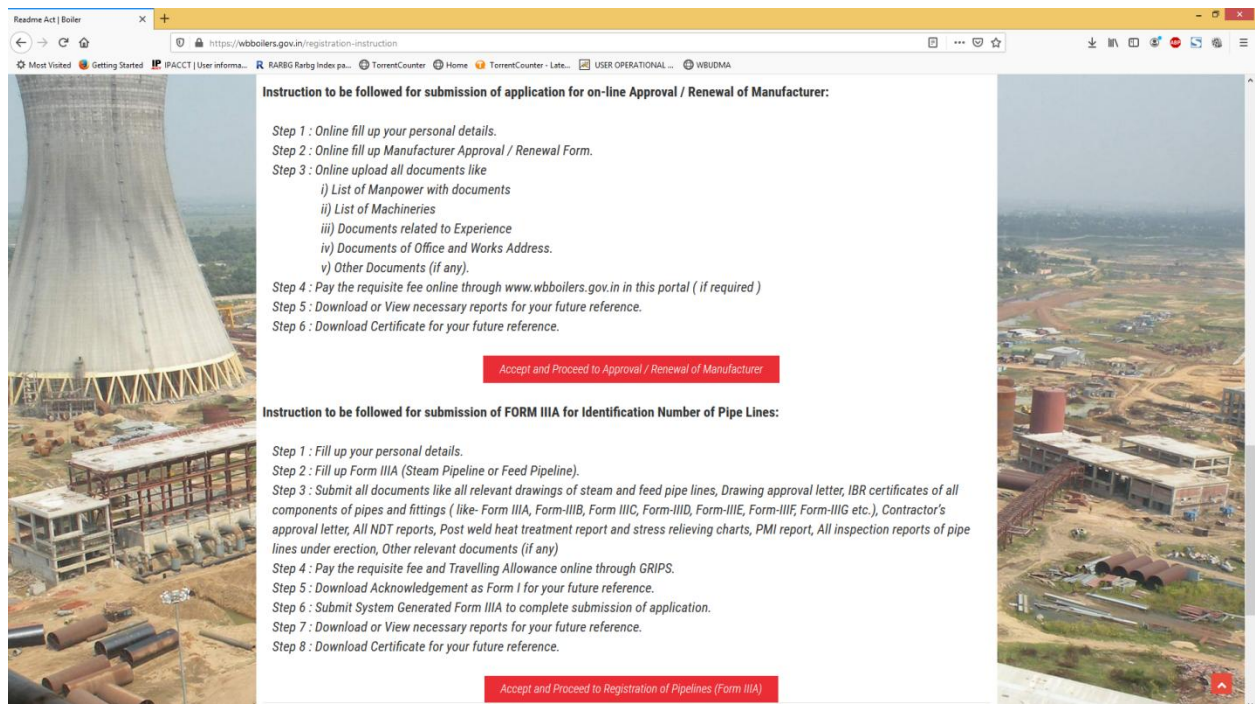 Readme Act | Boiler
https://wbboilers.gov.in/registration-instruction
Most Visited Getting Started IPACCT | User informa... RARBG Rarbg Index pa... TorrentCounter Home TorrentCounter - Late... USER OPERATIONAL ... WBUDMA
Instruction to be followed for submission of application for on-line Approval / Renewal of Manufacturer:
Step 1 : Online fill up your personal details.
Step 2 : Online fill up Manufacturer Approval / Renewal Form.
Step 3 : Online upload all documents like
i) List of Manpower with documents
ii) List of Machineries
iii) Documents related to Experience
iv) Documents of Office and Works Address.
v) Other Documents (if any).
Step 4 : Pay the requisite fee online through www.wbboilers.gov.in in this portal ( if required )
Step 5 : Download or View necessary reports for your future reference.
Step 6 : Download Certificate for your future reference.
Accept and Proceed to Approval / Renewal of Manufacturer
Instruction to be followed for submission of FORM IIIA for Identification Number of Pipe Lines:
Step 1 : Fill up your personal details.
Step 2 : Fill up Form IIIA (Steam Pipeline or Feed Pipeline).
Step 3 : Submit all documents like all relevant drawings of steam and feed pipe lines, Drawing approval letter, IBR certificates of all
components of pipes and fittings ( like- Form IIIA, Form-IIIB, Form IIIC, Form-IIID, Form-IIIE, Form-IIIF, Form-IIIG etc.), Contractor's
approval letter, All NDT reports, Post weld heat treatment report and stress relieving charts, PMI report, All inspection reports of pipe
lines under erection, Other relevant documents (if any)
Step 4 : Pay the requisite fee and Travelling Allowance online through GRIPS.
Step 5 : Download Acknowledgement as Form I for your future reference.
Step 6 : Submit System Generated Form IIIA to complete submission of application.
Step 7 : Download or View necessary reports for your future reference.
Step 8 : Download Certificate for your future reference.
Accept and Proceed to Registration of Pipelines (Form IIIA)